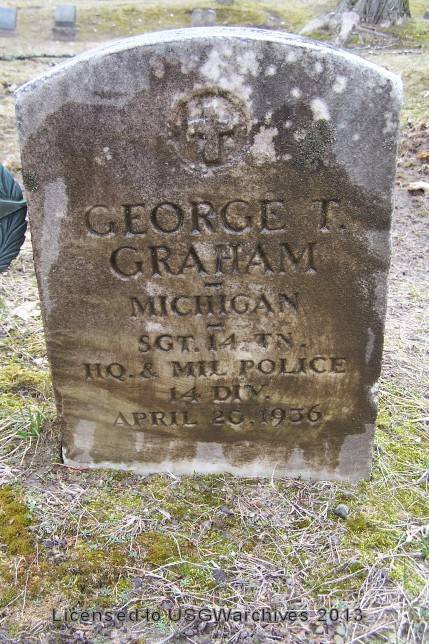 GEORGE T.
GRAHAM
MICHIGAN
SGT. 14 TN.
HQ. & MIL POLICE
14 DIV.
APRIL 26, 1936
Licensed to USGWarchives 2013